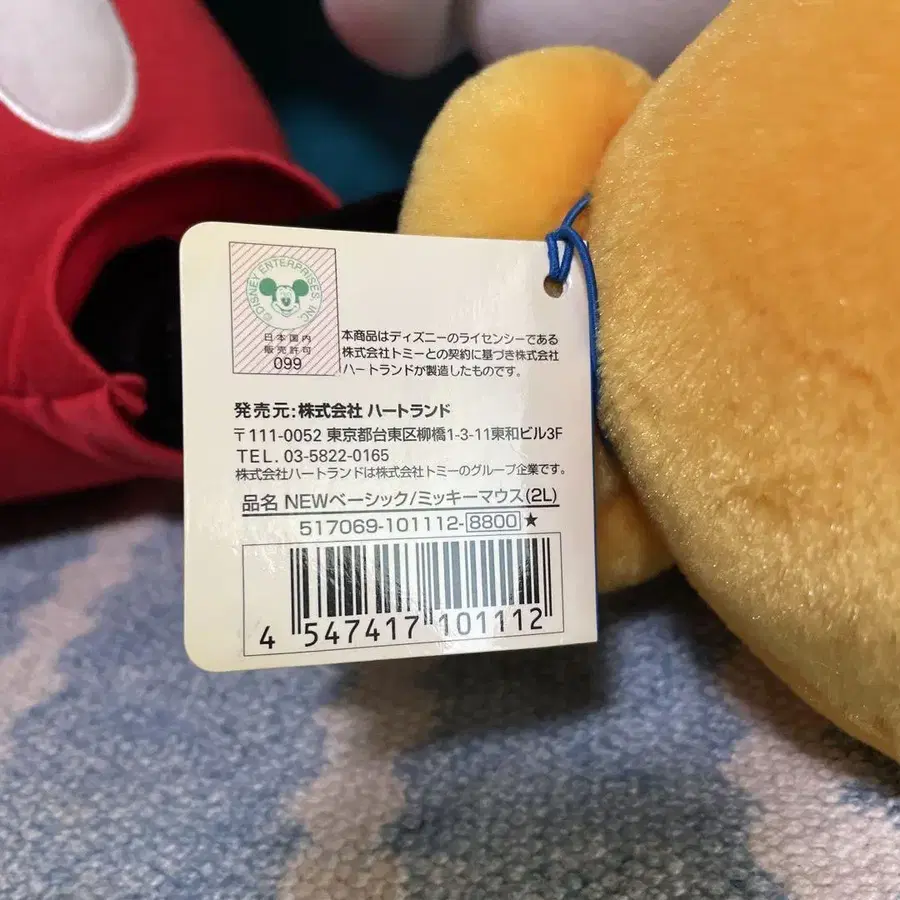 © DISNEY ENTERPRISES, INC.
日本国内
販売許可
099
本商品はディズニーのライセンシーである
株式会社トミーとの契約に基づき株式会社
ハートランドが製造したものです。
発売元:株式会社 ハートランド
〒111-0052 東京都台東区柳橋1-3-11東和ビル3F
TEL. 03-5822-0165
株式会社ハートランドは株式会社トミーのグループ企業です。
品名 NEWベーシック/ミッキーマウス(2L)
517069-101112-8800★
4 547417 101112